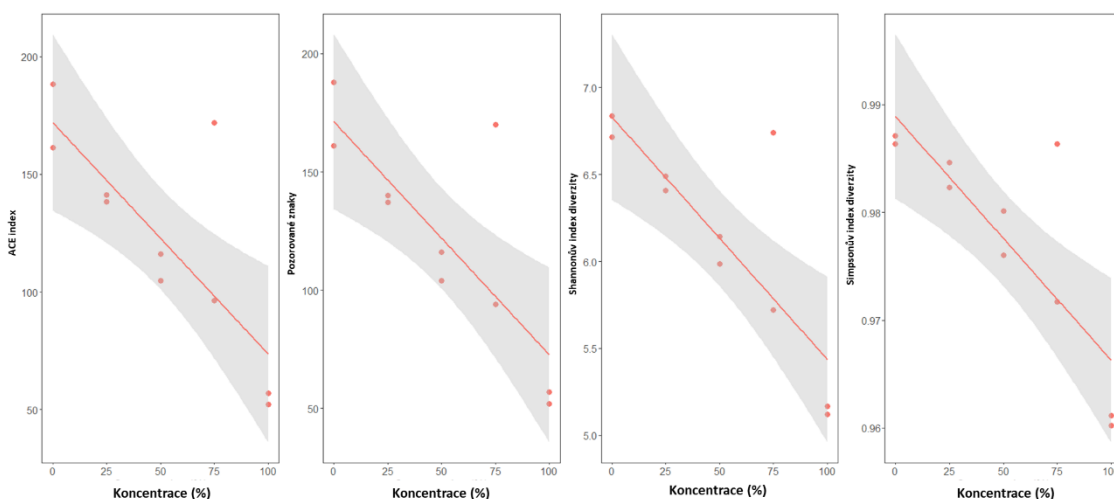 ACE index
200
150
100
50
0 25 50 75 100
Koncentrace (%)
Pozorované znaky
200
150
100
50
0 25 50 75 100
Koncentrace (%)
Shannonův index diverzity
7.0
6.5
6.0
5.5
5.0
0 25 50 75 100
Koncentrace (%)
Simpsonův index diverzity
0.99
0.98
0.97
0.96
0 25 50 75 100
Koncentrace (%)